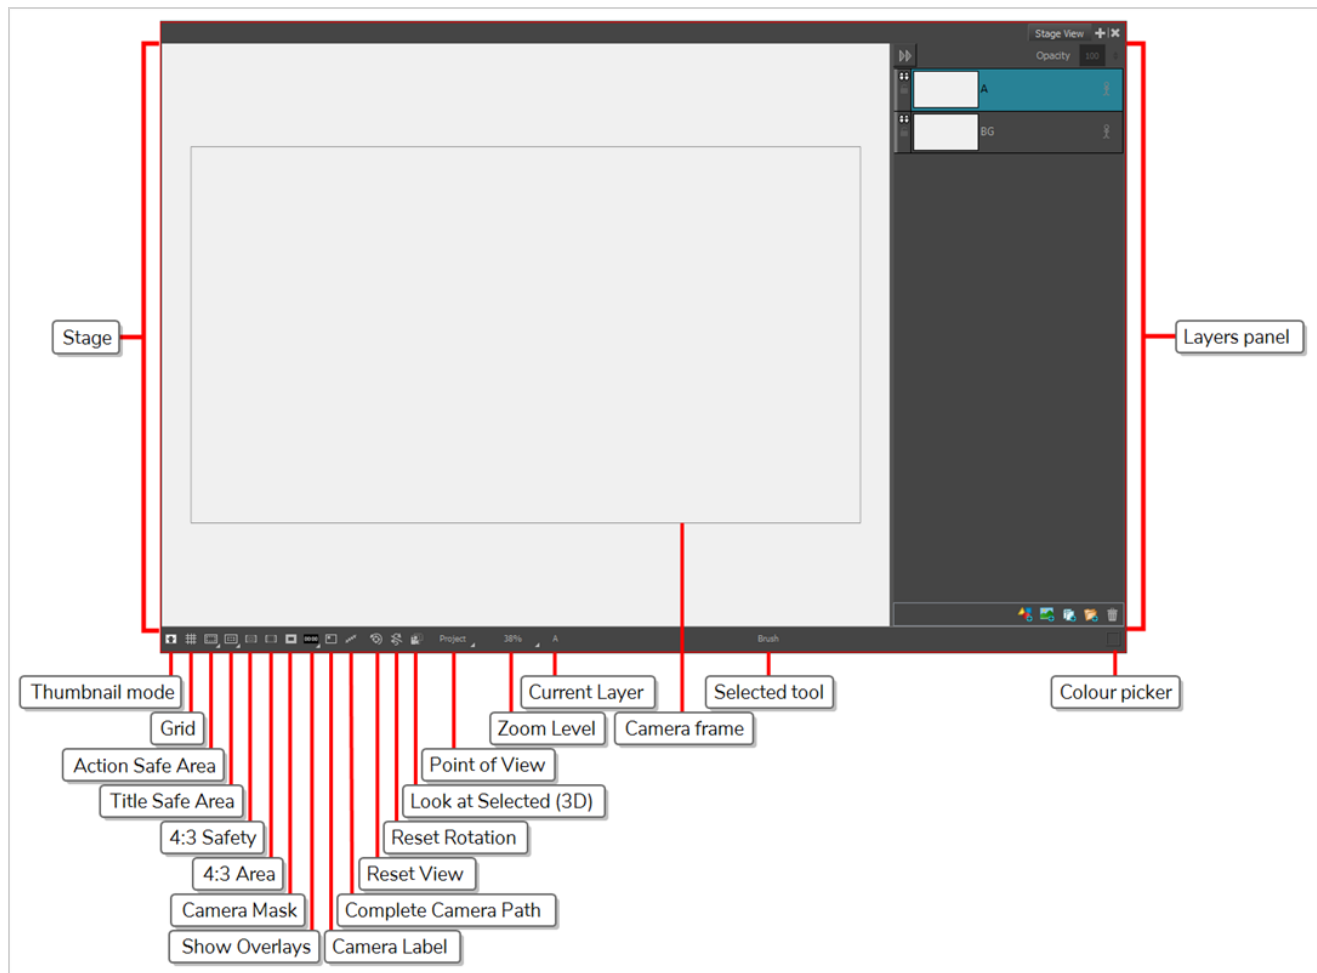 Stage View
Opacity 100
A
BG
Stage
Layers panel
00:00
Project
38%
A
Brush
Thumbnail mode
Current Layer
Selected tool
Colour picker
Grid
Zoom Level
Camera frame
Action Safe Area
Point of View
Title Safe Area
Look at Selected (3D)
4:3 Safety
Reset Rotation
4:3 Area
Reset View
Camera Mask
Complete Camera Path
Show Overlays
Camera Label